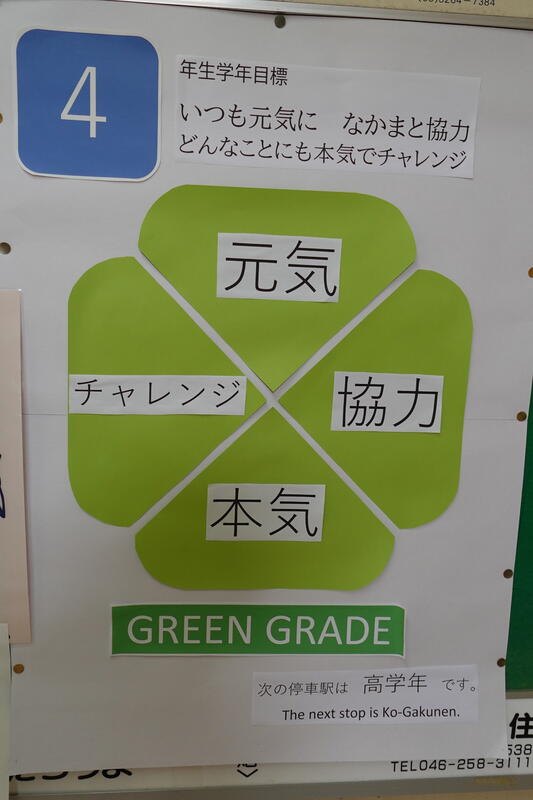 4
年生学年目標
いつも元気に　なかまと協力
どんなことにも本気でチャレンジ
元気
チャレンジ
協力
本気
GREEN GRADE
次の停車駅は　高学年　です。
The next stop is Ko-Gakunen.
住
TEL046-258-3111